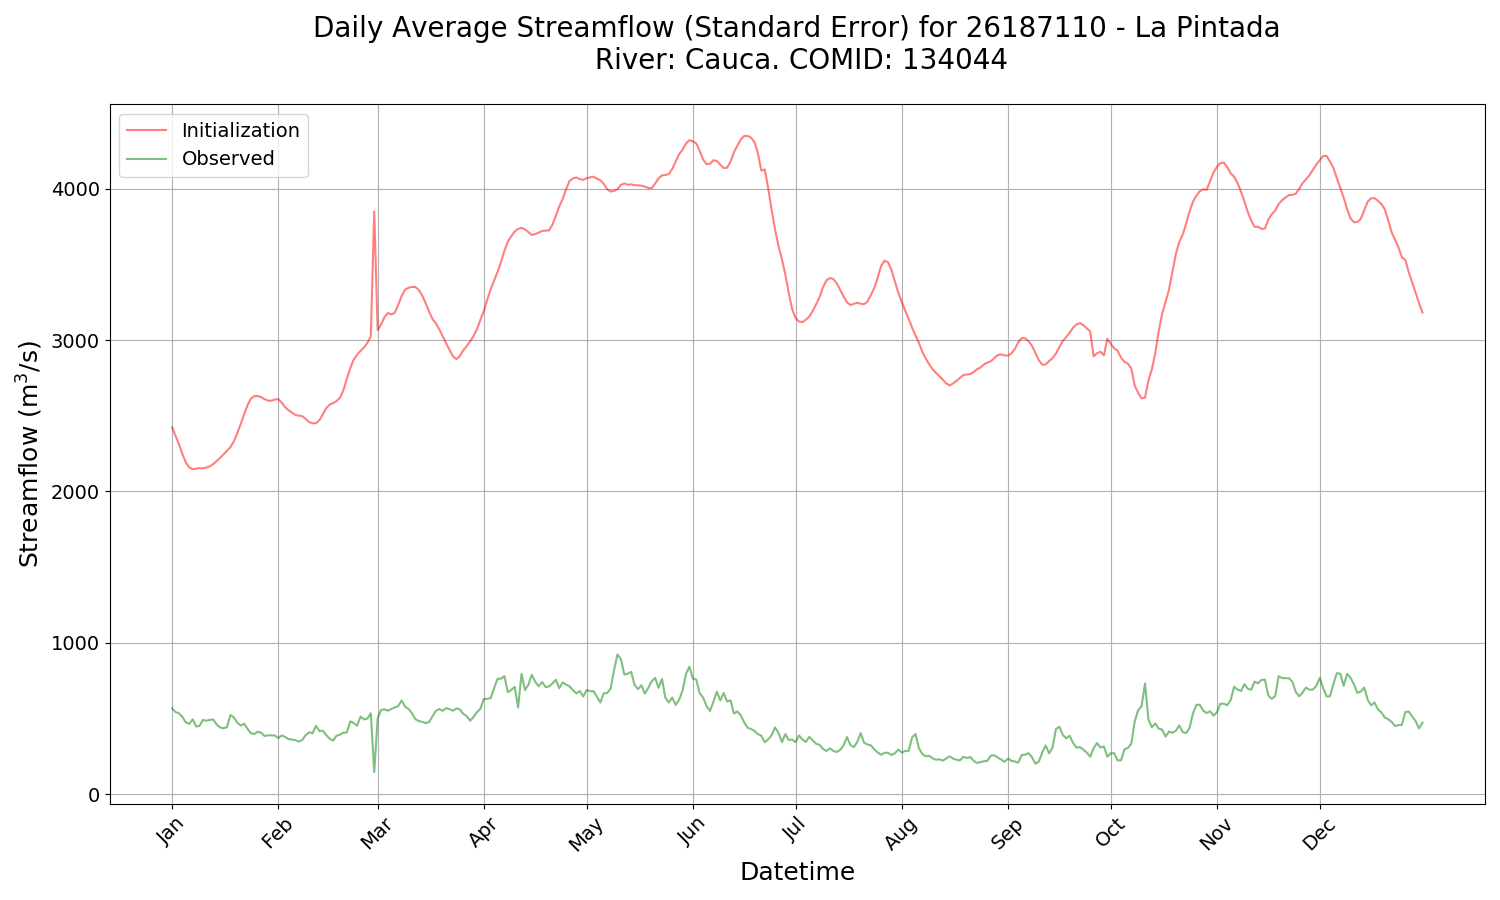 Daily Average Streamflow (Standard Error) for 26187110 - La Pintada
River: Cauca. COMID: 134044
Initialization
Observed
Streamflow (m³/s)
4000
3000
2000
1000
0
Jan Feb Mar Apr May Jun Jul Aug Sep Oct Nov Dec
Datetime